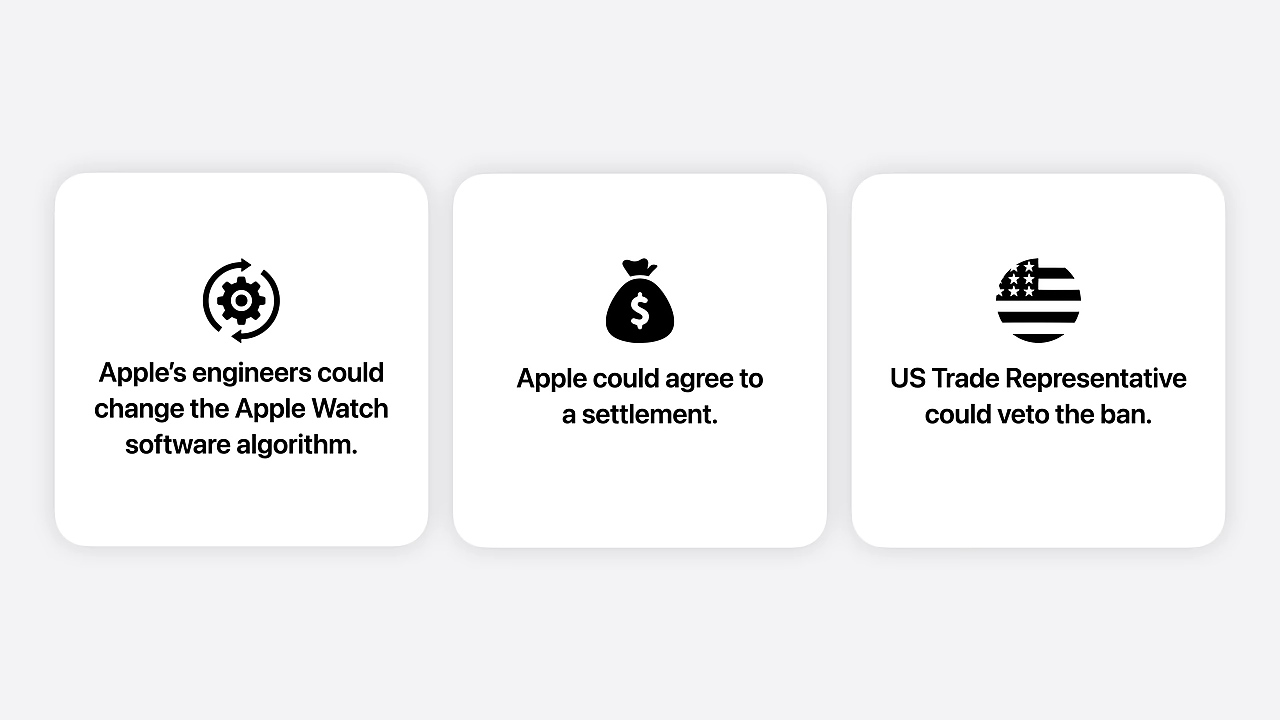 Apple’s engineers could
change the Apple Watch
software algorithm.
$
Apple could agree to
a settlement.
US Trade Representative
could veto the ban.